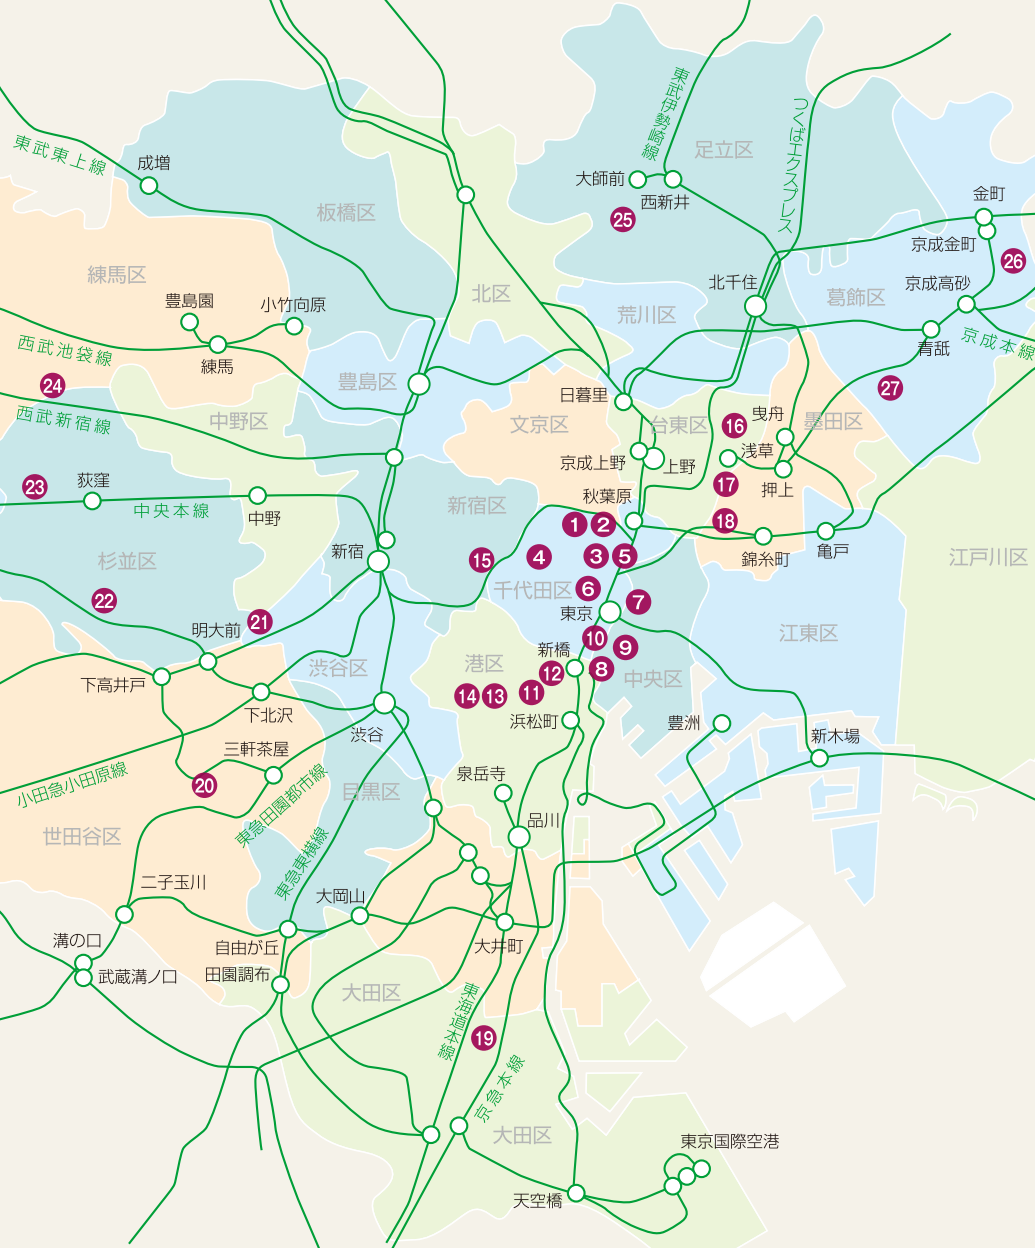 東武東上線
成増
板橋区
練馬区
豊島園
小竹向原
練馬
西武池袋線
24
西武新宿線
豊島区
中野区
北区
東武伊勢崎線
足立区
つくばエクスプレス
大師前
西新井
25
金町
京成金町
26
北千住
葛飾区
京成高砂
荒川区
青砥
京成本線
27
日暮里
文京区
台東区
16
曳舟
墨田区
浅草
京成上野
上野
押上
17
23
荻窪
中央本線
中野
新宿区
秋葉原
18
1
2
錦糸町
亀戸
新宿
杉並区
15
4
3
5
江戸川区
千代田区
6
22
東京
7
21
明大前
江東区
10
新橋
9
下高井戸
渋谷区
港区
12
8
中央区
14
13
11
下北沢
浜松町
豊洲
渋谷
新木場
三軒茶屋
小田急小田原線
20
東急田園都市線
目黒区
泉岳寺
世田谷区
品川
東急東横線
二子玉川
大岡山
溝の口
自由が丘
大井町
武蔵溝ノ口
田園調布
大田区
東海道本線
19
京急本線
大田区
東京国際空港
天空橋